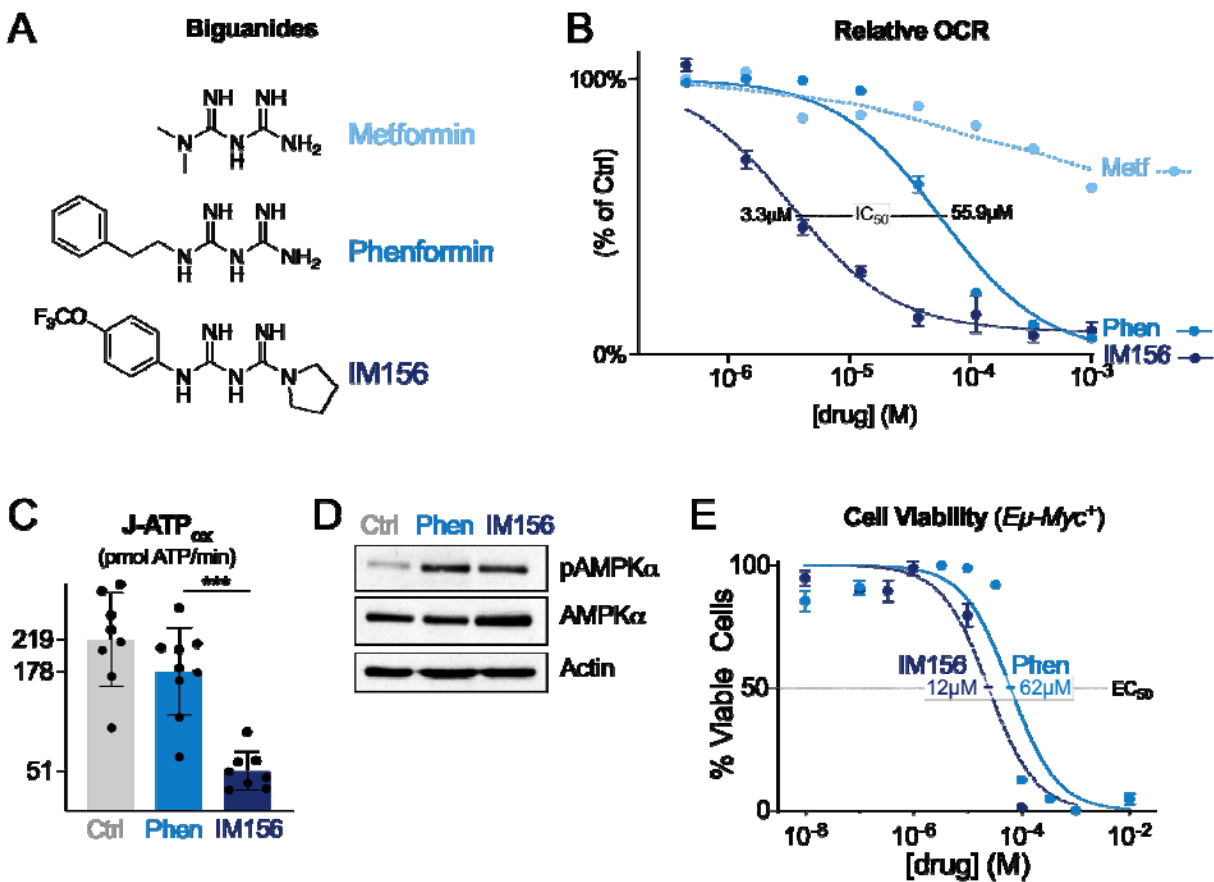 A
Biguanides
NH NH
N N NH₂
H
Metformin
NH NH
N N NH₂
H H
Phenformin
F₃CO
NH NH
N N N
H H
IM156
B
Relative OCR
(% of Ctrl)
100%
0%
3.3µM IC₅₀ 55.9µM
Metf
Phen
IM156
10⁻⁶ 10⁻⁵ 10⁻⁴ 10⁻³
[drug] (M)
C
J-ATPox
(pmol ATP/min)
***
219
178
51
Ctrl Phen IM156
D
Ctrl Phen IM156
pAMPKα
AMPKα
Actin
E
Cell Viability (Eµ-Myc⁺)
% Viable Cells
100
50
0
IM156 Phen
12µM 62µM EC₅₀
10⁻⁸ 10⁻⁶ 10⁻⁴ 10⁻²
[drug] (M)